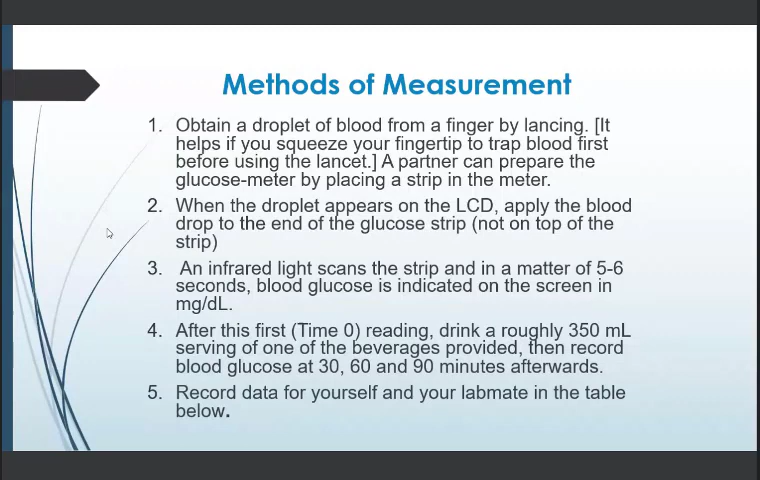 Methods of Measurement
1. Obtain a droplet of blood from a finger by lancing. [It
helps if you squeeze your fingertip to trap blood first
before using the lancet.] A partner can prepare the
glucose-meter by placing a strip in the meter.
2. When the droplet appears on the LCD, apply the blood
drop to the end of the glucose strip (not on top of the
strip)
3. An infrared light scans the strip and in a matter of 5-6
seconds, blood glucose is indicated on the screen in
mg/dL.
4. After this first (Time 0) reading, drink a roughly 350 mL
serving of one of the beverages provided, then record
blood glucose at 30, 60 and 90 minutes afterwards.
5. Record data for yourself and your labmate in the table
below.